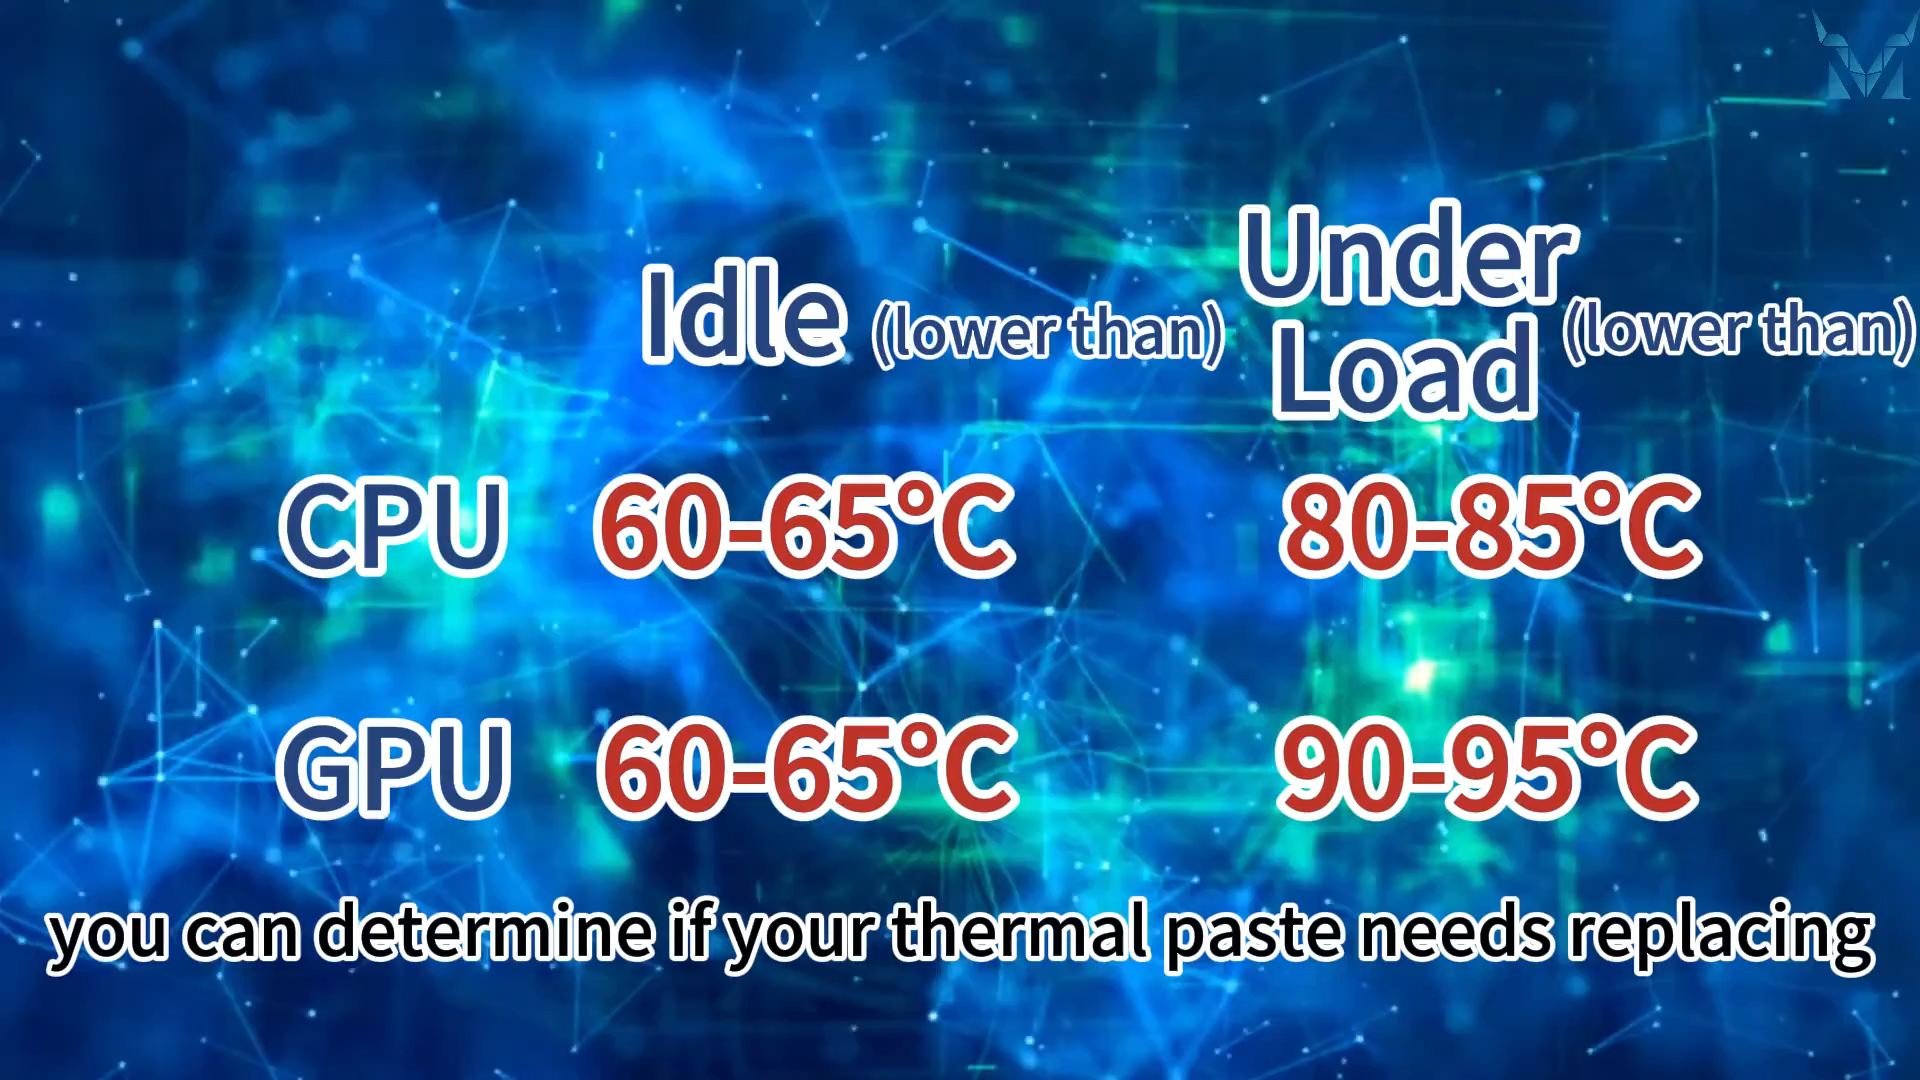 Idle (lower than)
Under
Load (lower than)
CPU 60-65°C 80-85°C
GPU 60-65°C 90-95°C
you can determine if your thermal paste needs replacing